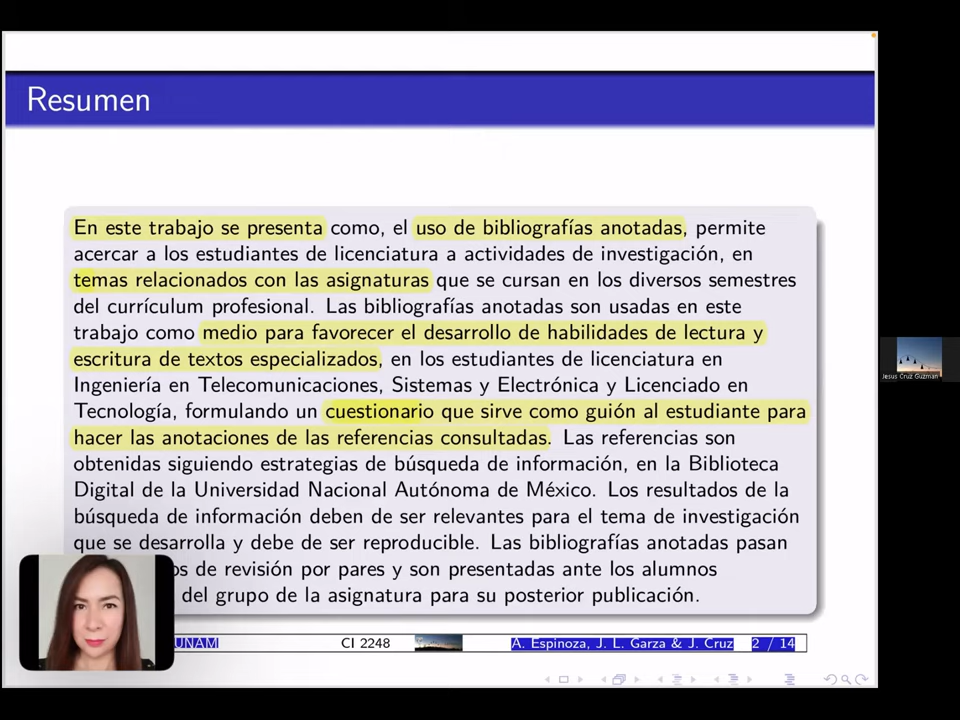 Resumen
En este trabajo se presenta como, el uso de bibliografías anotadas, permite
acercar a los estudiantes de licenciatura a actividades de investigación, en
temas relacionados con las asignaturas que se cursan en los diversos semestres
del currículum profesional. Las bibliografías anotadas son usadas en este
trabajo como medio para favorecer el desarrollo de habilidades de lectura y
escritura de textos especializados, en los estudiantes de licenciatura en
Ingeniería en Telecomunicaciones, Sistemas y Electrónica y Licenciado en
Tecnología, formulando un cuestionario que sirve como guión al estudiante para
hacer las anotaciones de las referencias consultadas. Las referencias son
obtenidas siguiendo estrategias de búsqueda de información, en la Biblioteca
Digital de la Universidad Nacional Autónoma de México. Los resultados de la
búsqueda de información deben de ser relevantes para el tema de investigación
que se desarrolla y debe de ser reproducible. Las bibliografías anotadas pasan
de revisión por pares y son presentadas ante los alumnos
del grupo de la asignatura para su posterior publicación.
UNAM CI 2248 A. Espinoza, J. L. Garza & J. Cruz 2 / 14
Jesus Cruz Guzman